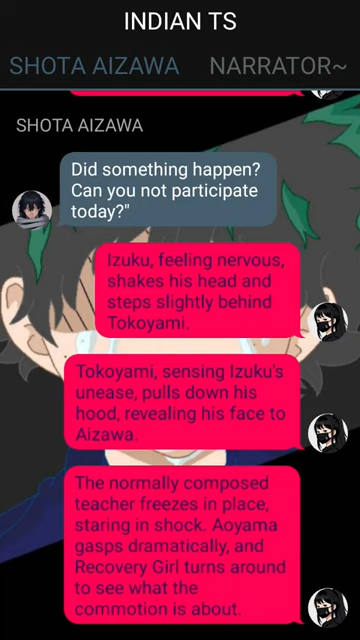 INDIAN TS
SHOTA AIZAWA NARRATOR~
SHOTA AIZAWA
Did something happen?
Can you not participate
today?"
Izuku, feeling nervous,
shakes his head and
steps slightly behind
Tokoyami.
Tokoyami, sensing Izuku's
unease, pulls down his
hood, revealing his face to
Aizawa.
The normally composed
teacher freezes in place,
staring in shock. Aoyama
gasps dramatically, and
Recovery Girl turns around
to see what the
commotion is about.